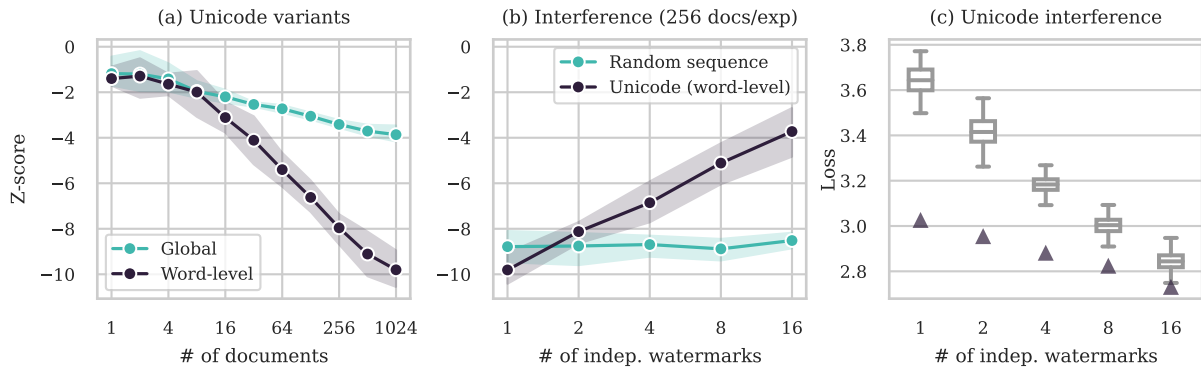 (a) Unicode variants
Z-score
0
−2
−4
−6
−8
−10
Global
Word-level
1
4
16
64
256
1024
# of documents
(b) Interference (256 docs/exp)
0
−2
−4
−6
−8
−10
Random sequence
Unicode (word-level)
1
2
4
8
16
# of indep. watermarks
(c) Unicode interference
Loss
3.8
3.6
3.4
3.2
3.0
2.8
1
2
4
8
16
# of indep. watermarks